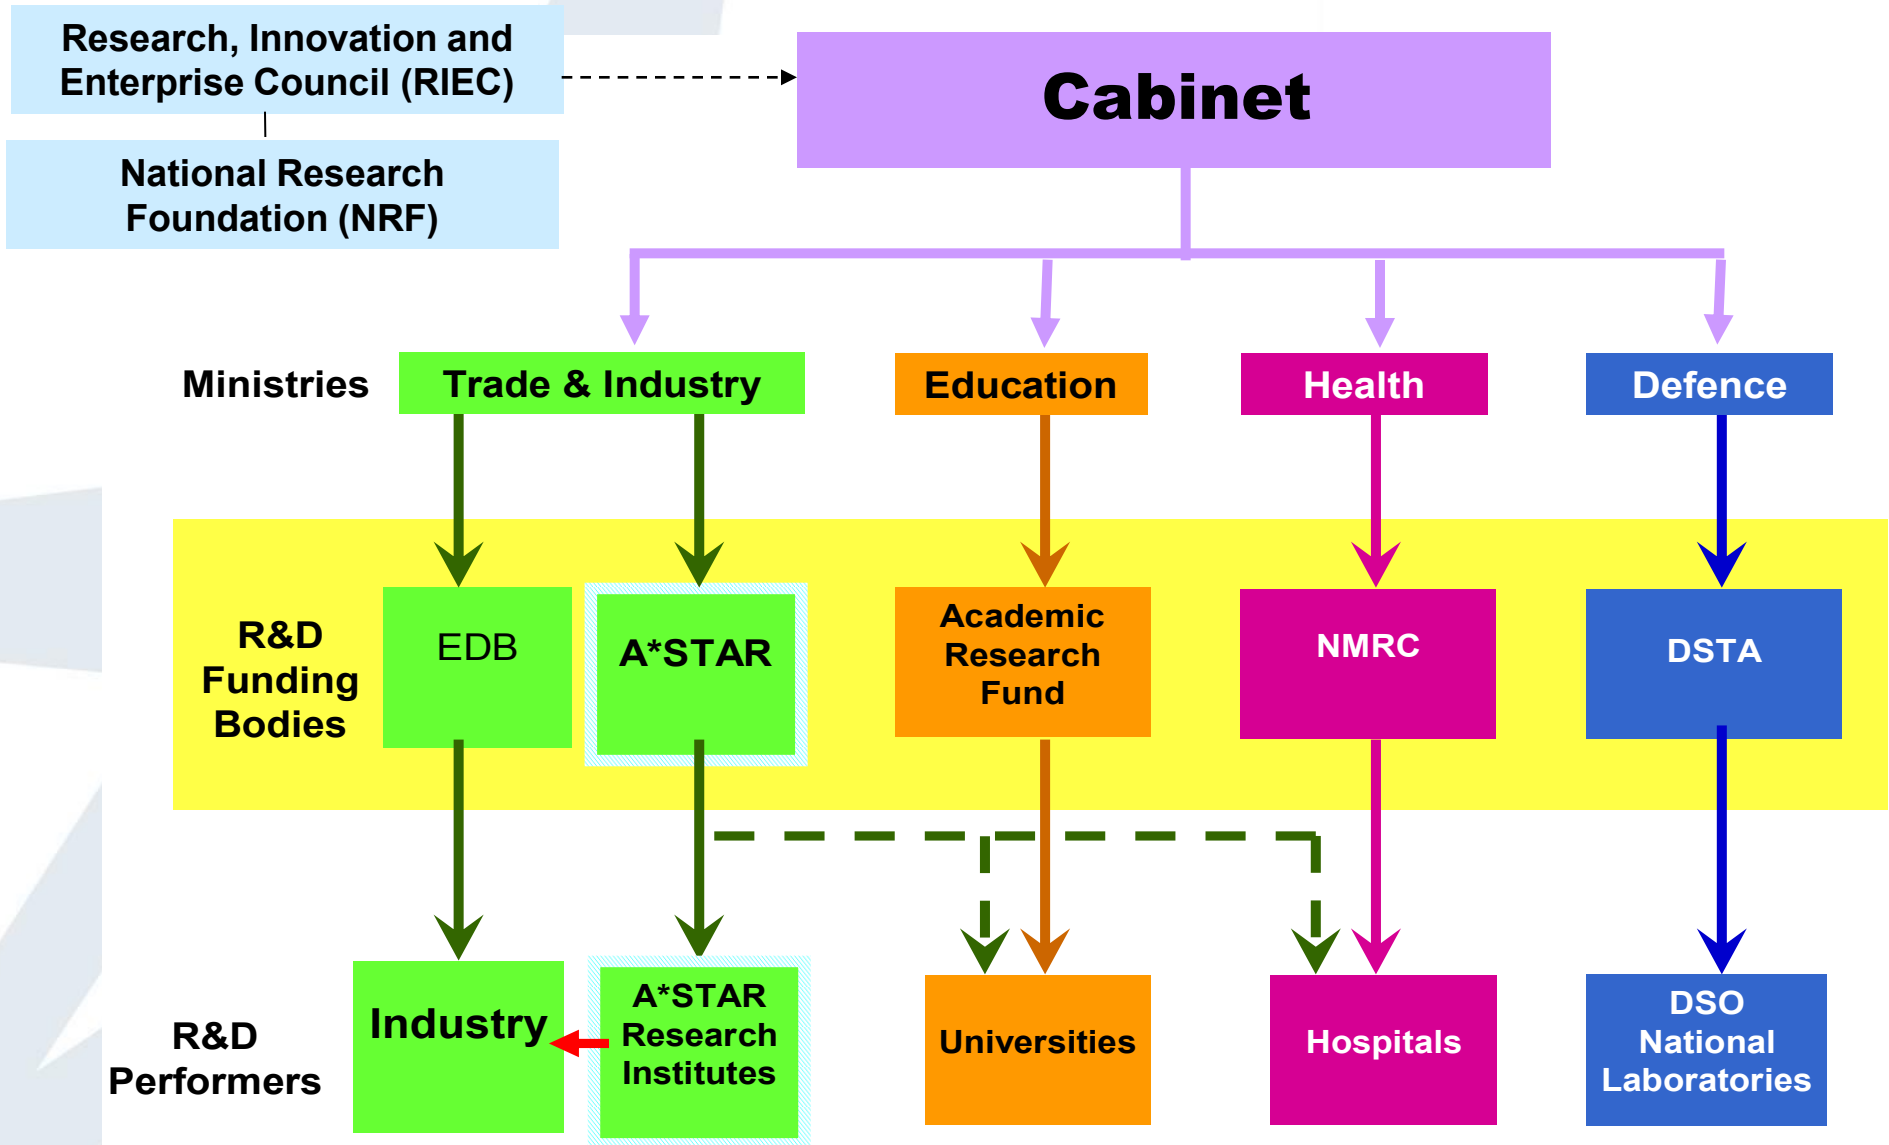 Research, Innovation and
Enterprise Council (RIEC)
Cabinet
National Research
Foundation (NRF)
Ministries
Trade & Industry
Education
Health
Defence
R&D
Funding
Bodies
EDB
A*STAR
Academic
Research
Fund
NMRC
DSTA
R&D
Performers
Industry
A*STAR
Research
Institutes
Universities
Hospitals
DSO
National
Laboratories